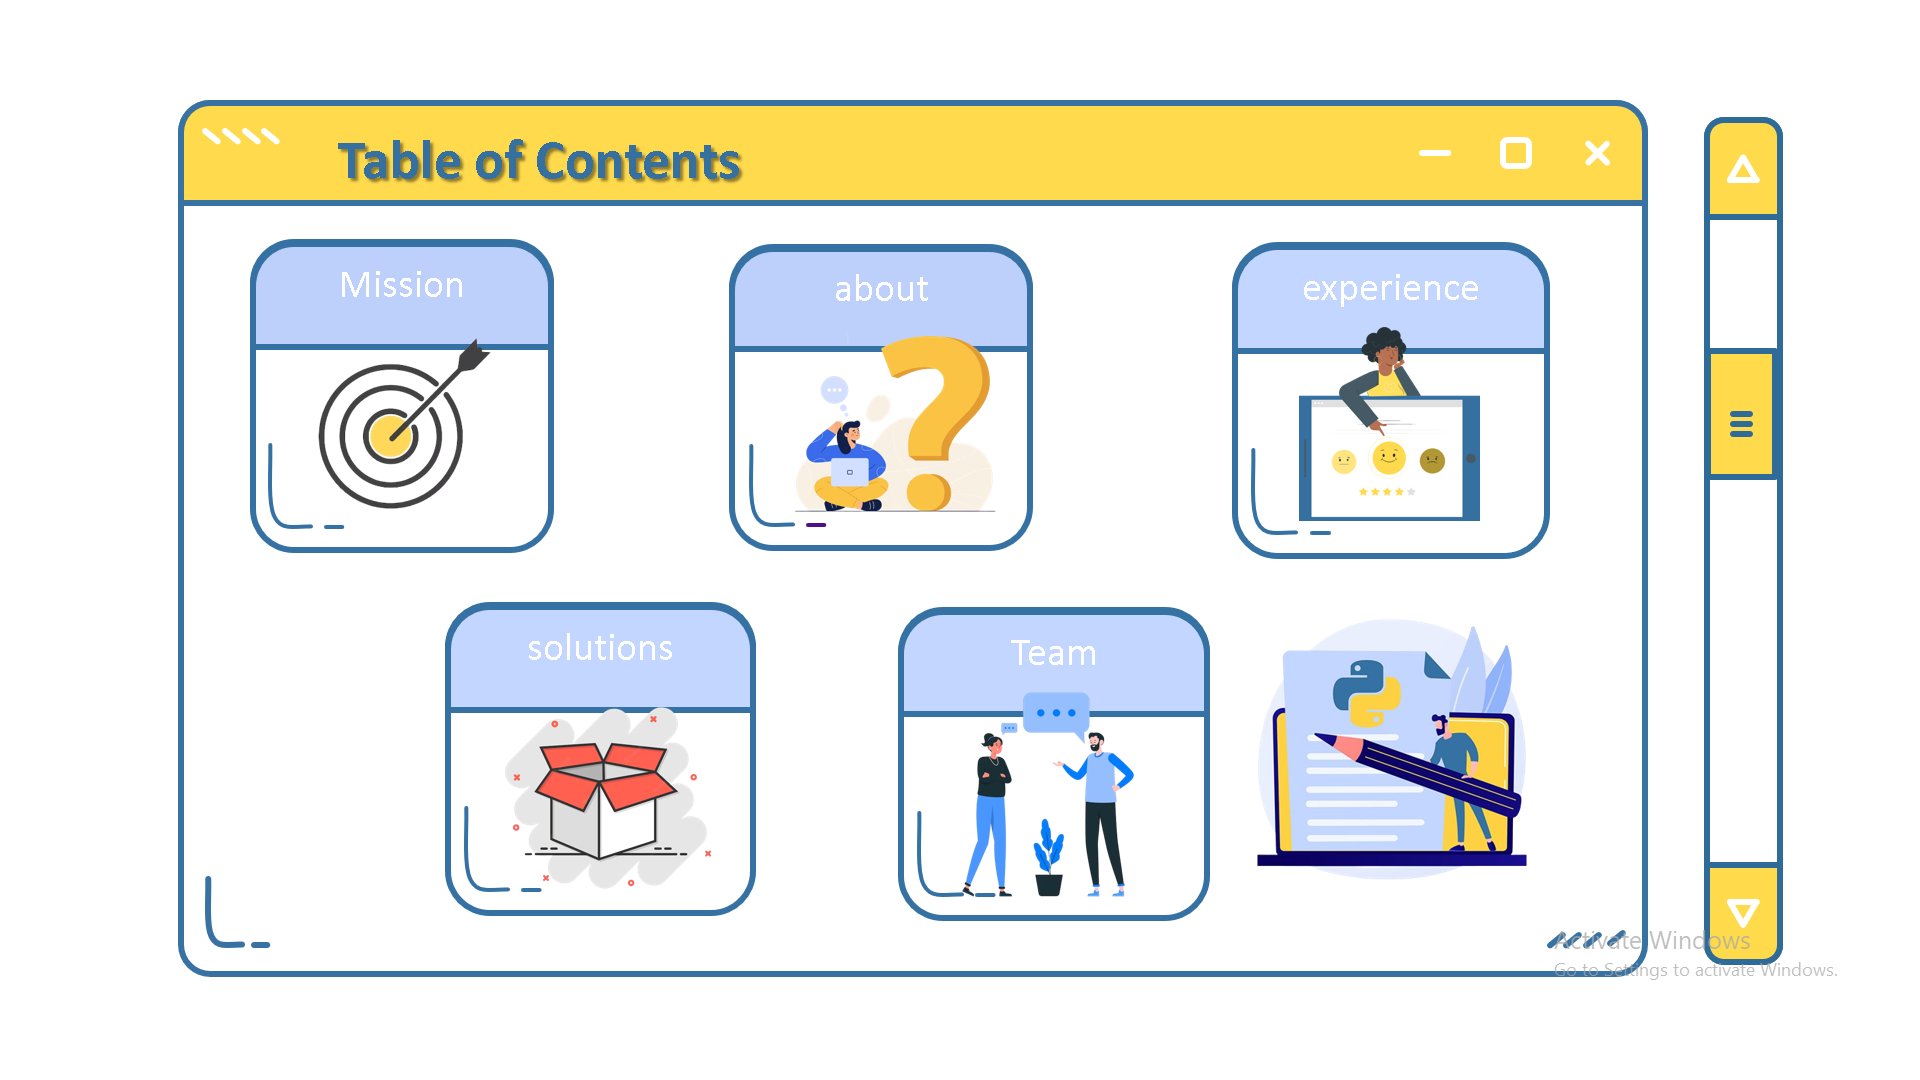 Table of Contents
Mission
about
experience
solutions
Team
Activate Windows
Go to Settings to activate Windows.